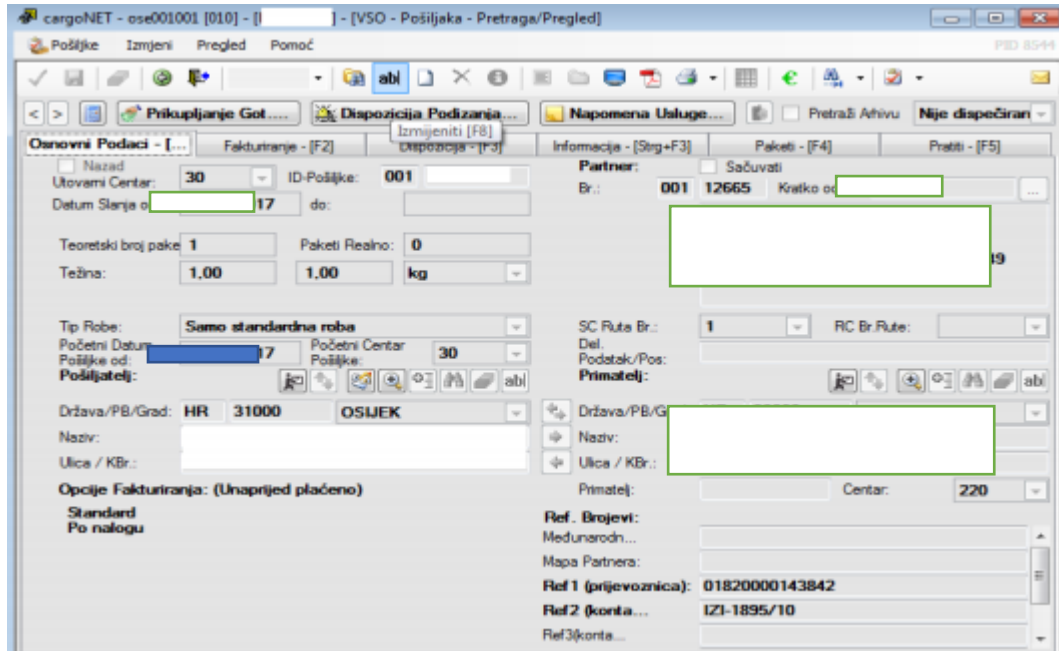 cargoNET - ose001001 [010] - [ ] - [VSO - Pošiljaka - Pretraga/Pregled]
Pošiljke Izmjeni Pregled Pomoć PID 8544
abl €
< > Prikupljanje Got.... Dispozicija Podizanja... Napomena Usluge... Pretraži Arhivu Nije dispečiran
Izmijeniti [F8]
Osnovni Podaci - [... Fakturiranje - [F2] Dispozicija - [F3] Informacija - [Strg+F3] Paketi - [F4] Pratiti - [F5]
Nazad Partner: Sačuvati
Utovarni Centar: 30 ID-Pošiljke: 001 Br.: 001 12665 Kratko oz
Datum Slanja o 17 do:
Teoretski broj pake 1 Paketi Realno: 0
Težina: 1,00 1,00 kg
Tip Robe: Samo standardna roba SC Ruta Br.: 1 RC Br.Rute:
Početni Datum Pošiljke od: 17 Početni Centar Pošiljke: 30 Del. Podatak/Pos:
Pošiljatelj: abl Primatelj: abl
Država/PB/Grad: HR 31000 OSIJEK Država/PB/G
Naziv: Naziv:
Ulica / KBr.: Ulica / KBr.:
Opcije Fakturiranja: (Unaprijed plaćeno) Primatelj: Centar: 220
Standard
Po nalogu
Ref. Brojevi:
Međunarodn...
Mapa Partnera:
Ref1 (prijevoznica): 01820000143842
Ref2 (konta... IZI-1895/10
Ref3(konta...